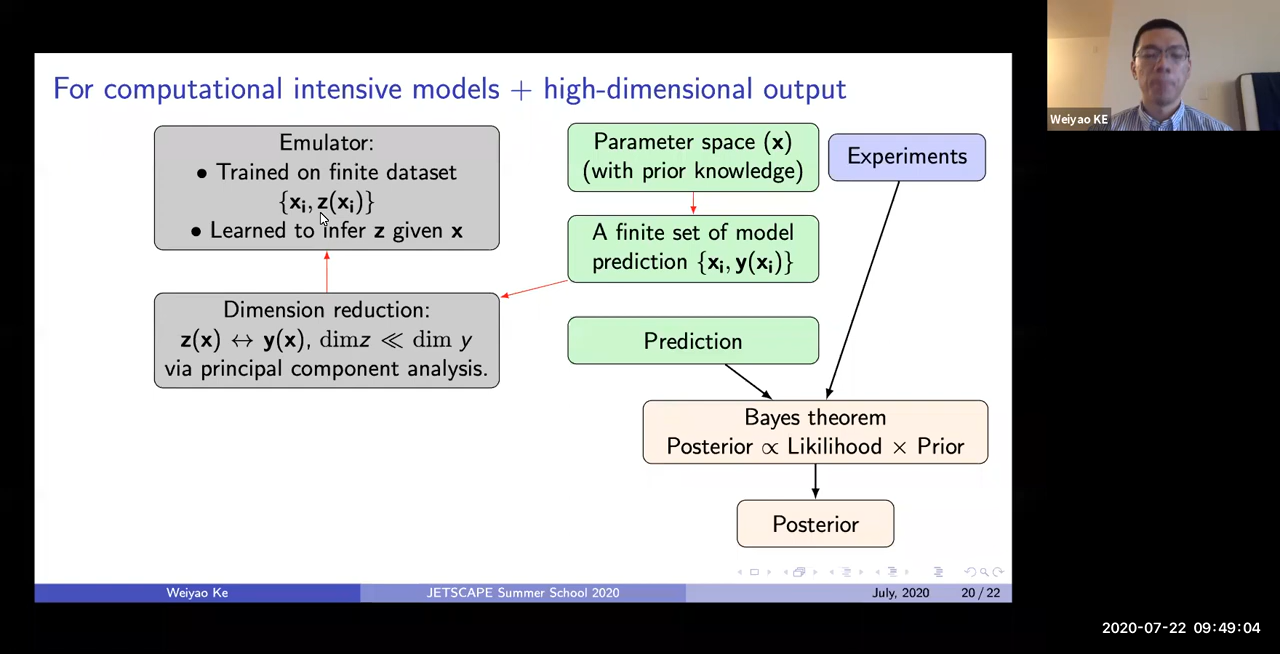 For computational intensive models + high-dimensional output
Emulator:
• Trained on finite dataset
{xᵢ, z(xᵢ)}
• Learned to infer z given x
Dimension reduction:
z(x) ↔ y(x), dimz ≪ dim y
via principal component analysis.
Parameter space (x)
(with prior knowledge)
A finite set of model
prediction {xᵢ, y(xᵢ)}
Prediction
Experiments
Bayes theorem
Posterior ∝ Likilihood × Prior
Posterior
Weiyao Ke
JETSCAPE Summer School 2020
July, 2020
20 / 22
Weiyao KE
2020-07-22 09:49:04